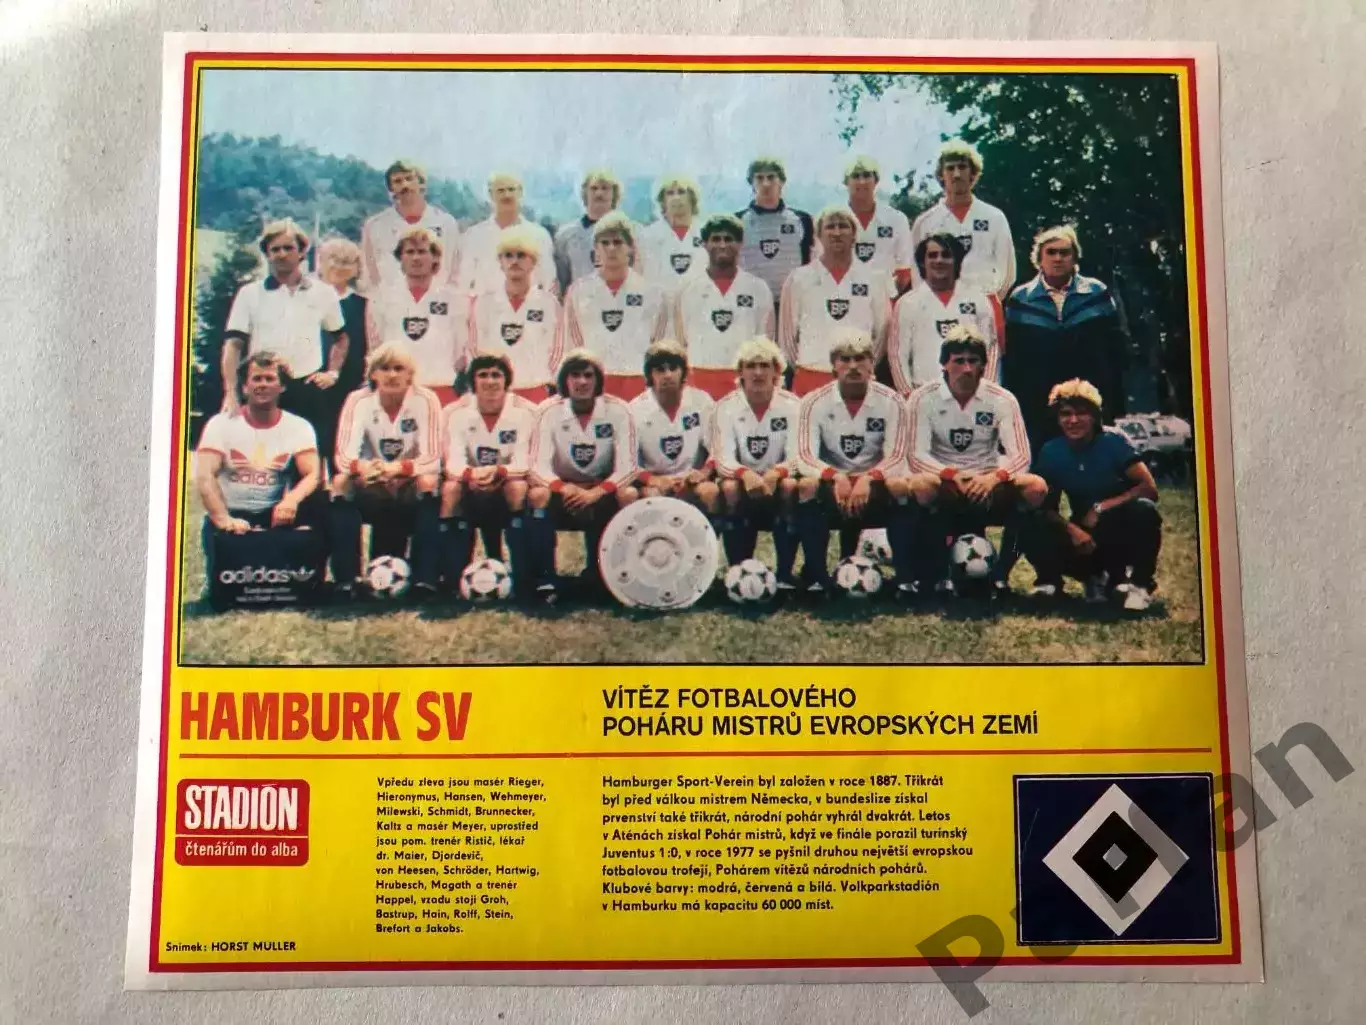 BP
adidas
adidas
HAMBURK SV
VÍTĚZ FOTBALOVÉHO
POHÁRU MISTRŮ EVROPSKÝCH ZEMÍ
STADIÓN
čtenářům do alba
Snímek: HORST MÜLLER
Vpředu zleva jsou masér Rieger,
Hieronymus, Hansen, Wehmeyer,
Milewski, Schmidt, Brunnecker,
Kaltz a masér Meyer, uprostřed
jsou pom. trenér Ristič, lékař
dr. Maier, Djordevič,
von Heesen, Schröder, Hartwig,
Hrubesch, Magath a trenér
Happel, vzadu stojí Groh,
Bastrup, Hain, Rolff, Stein,
Brefort a Jakobs.
Hamburger Sport-Verein byl založen v roce 1887. Třikrát
byl před válkou mistrem Německa, v bundeslize získal
prvenství také třikrát, národní pohár vyhrál dvakrát. Letos
v Aténách získal Pohár mistrů, když ve finále porazil turínský
Juventus 1:0, v roce 1977 se pyšnil druhou největší evropskou
fotbalovou trofejí, Pohárem vítězů národních pohárů.
Klubové barvy: modrá, červená a bílá. Volkparkstadión
v Hamburku má kapacitu 60 000 míst.